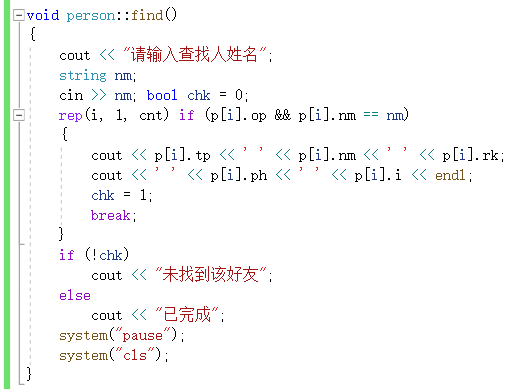 void person::find()
{
    cout << "请输入查找人姓名";
    string nm;
    cin >> nm; bool chk = 0;
    rep(i, 1, cnt) if (p[i].op && p[i].nm == nm)
    {
        cout << p[i].tp << ' ' << p[i].nm << ' ' << p[i].rk;
        cout << ' ' << p[i].ph << ' ' << p[i].i << endl;
        chk = 1;
        break;
    }
    if (!chk)
        cout << "未找到该好友";
    else
        cout << "已完成";
    system("pause");
    system("cls");
}